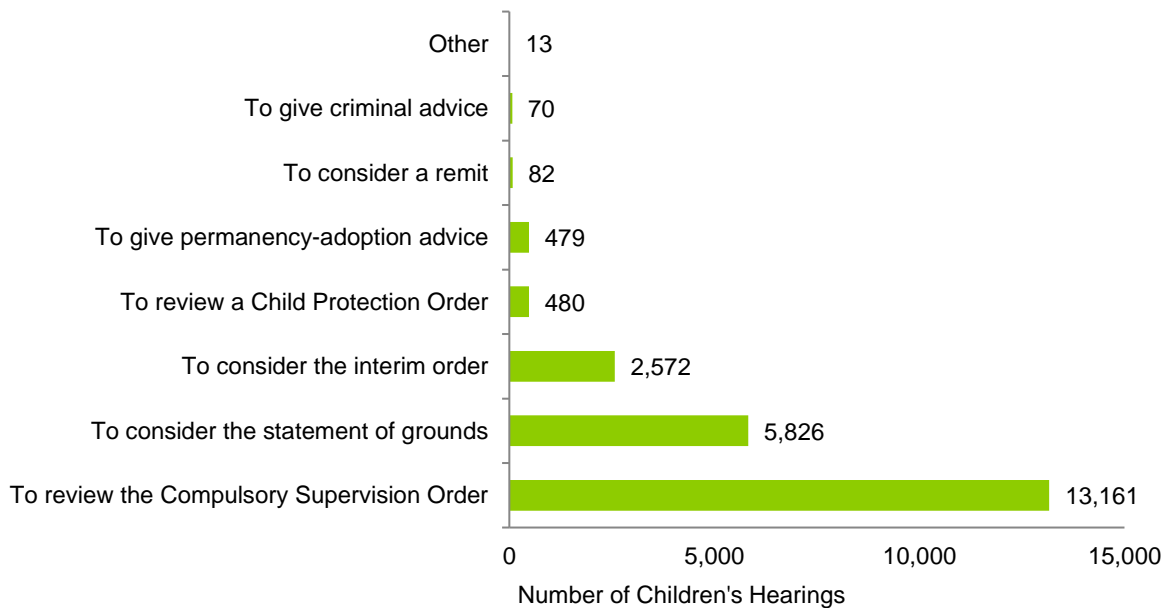 Other 13
To give criminal advice 70
To consider a remit 82
To give permanency-adoption advice 479
To review a Child Protection Order 480
To consider the interim order 2,572
To consider the statement of grounds 5,826
To review the Compulsory Supervision Order 13,161
0 5,000 10,000 15,000
Number of Children's Hearings